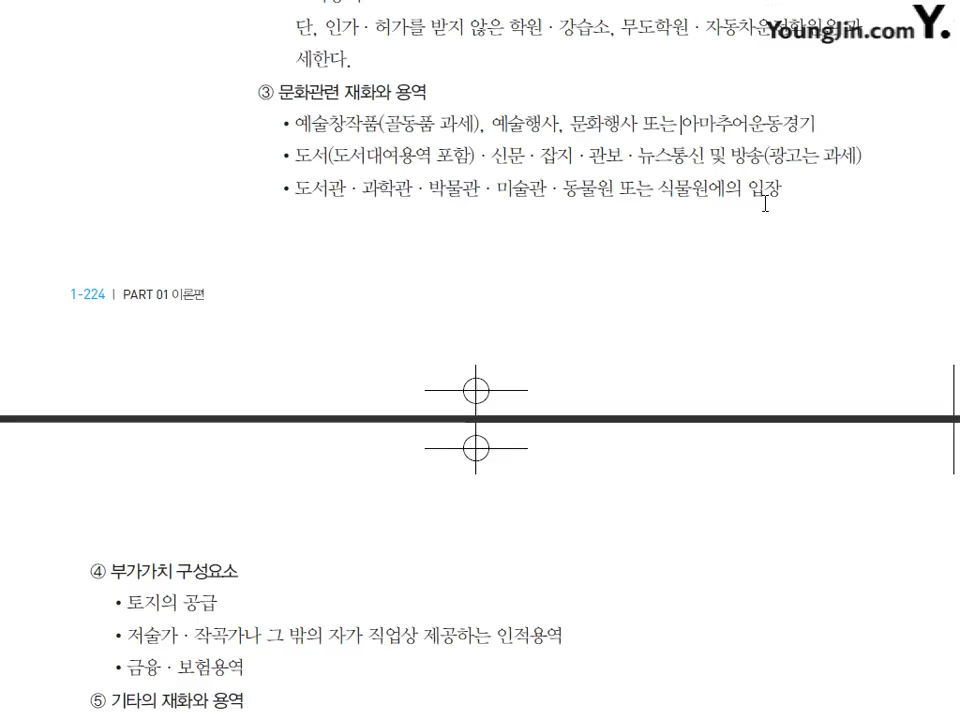 단, 인가 · 허가를 받지 않은 학원 · 강습소, 무도학원 · 자동차운전학원은 과
세한다.
YoungJin.com Y.
③ 문화관련 재화와 용역
• 예술창작품(골동품 과세), 예술행사, 문화행사 또는 아마추어운동경기
• 도서(도서대여용역 포함) · 신문 · 잡지 · 관보 · 뉴스통신 및 방송(광고는 과세)
• 도서관 · 과학관 · 박물관 · 미술관 · 동물원 또는 식물원에의 입장
1-224 | PART 01 이론편
④ 부가가치 구성요소
• 토지의 공급
• 저술가 · 작곡가나 그 밖의 자가 직업상 제공하는 인적용역
• 금융 · 보험용역
⑤ 기타의 재화와 용역